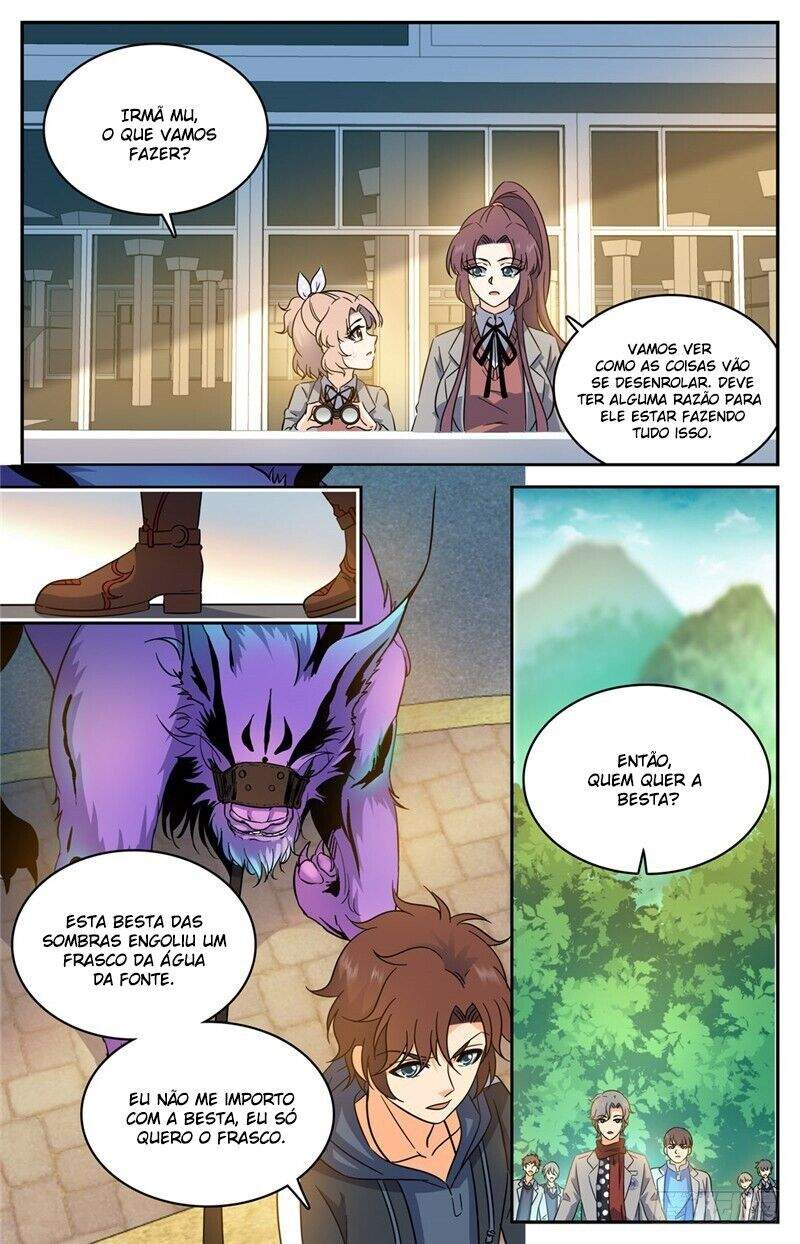 IRMÃ MU,
O QUE VAMOS
FAZER?
VAMOS VER
COMO AS COISAS VÃO
SE DESENROLAR. DEVE
TER ALGUMA RAZÃO PARA
ELE ESTAR FAZENDO
TUDO ISSO.
ESTA BESTA DAS
SOMBRAS ENGOLIU UM
FRASCO DA ÁGUA
DA FONTE.
EU NÃO ME IMPORTO
COM A BESTA, EU SÓ
QUERO O FRASCO.
ENTÃO,
QUEM QUER A
BESTA?